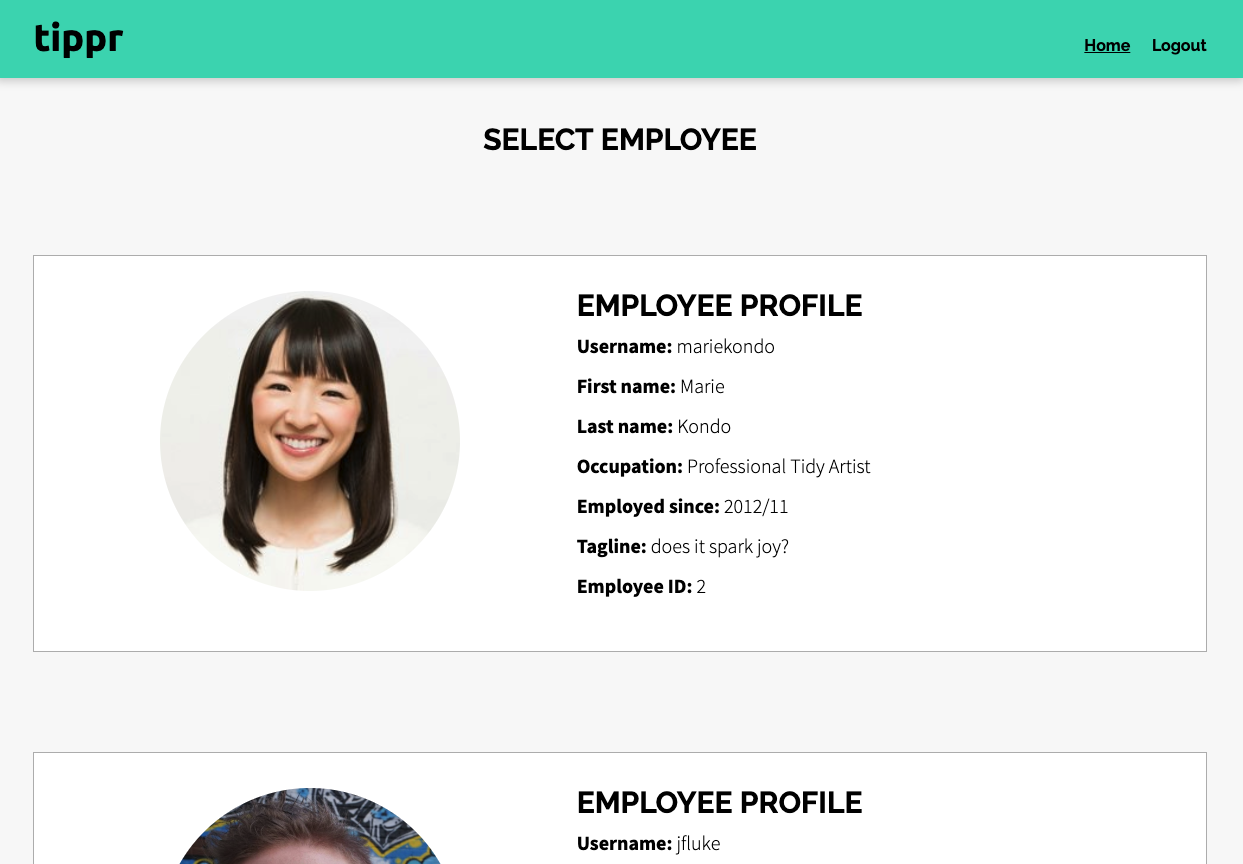 tippr
Home Logout
SELECT EMPLOYEE
EMPLOYEE PROFILE
Username: mariekondo
First name: Marie
Last name: Kondo
Occupation: Professional Tidy Artist
Employed since: 2012/11
Tagline: does it spark joy?
Employee ID: 2
EMPLOYEE PROFILE
Username: jfluke